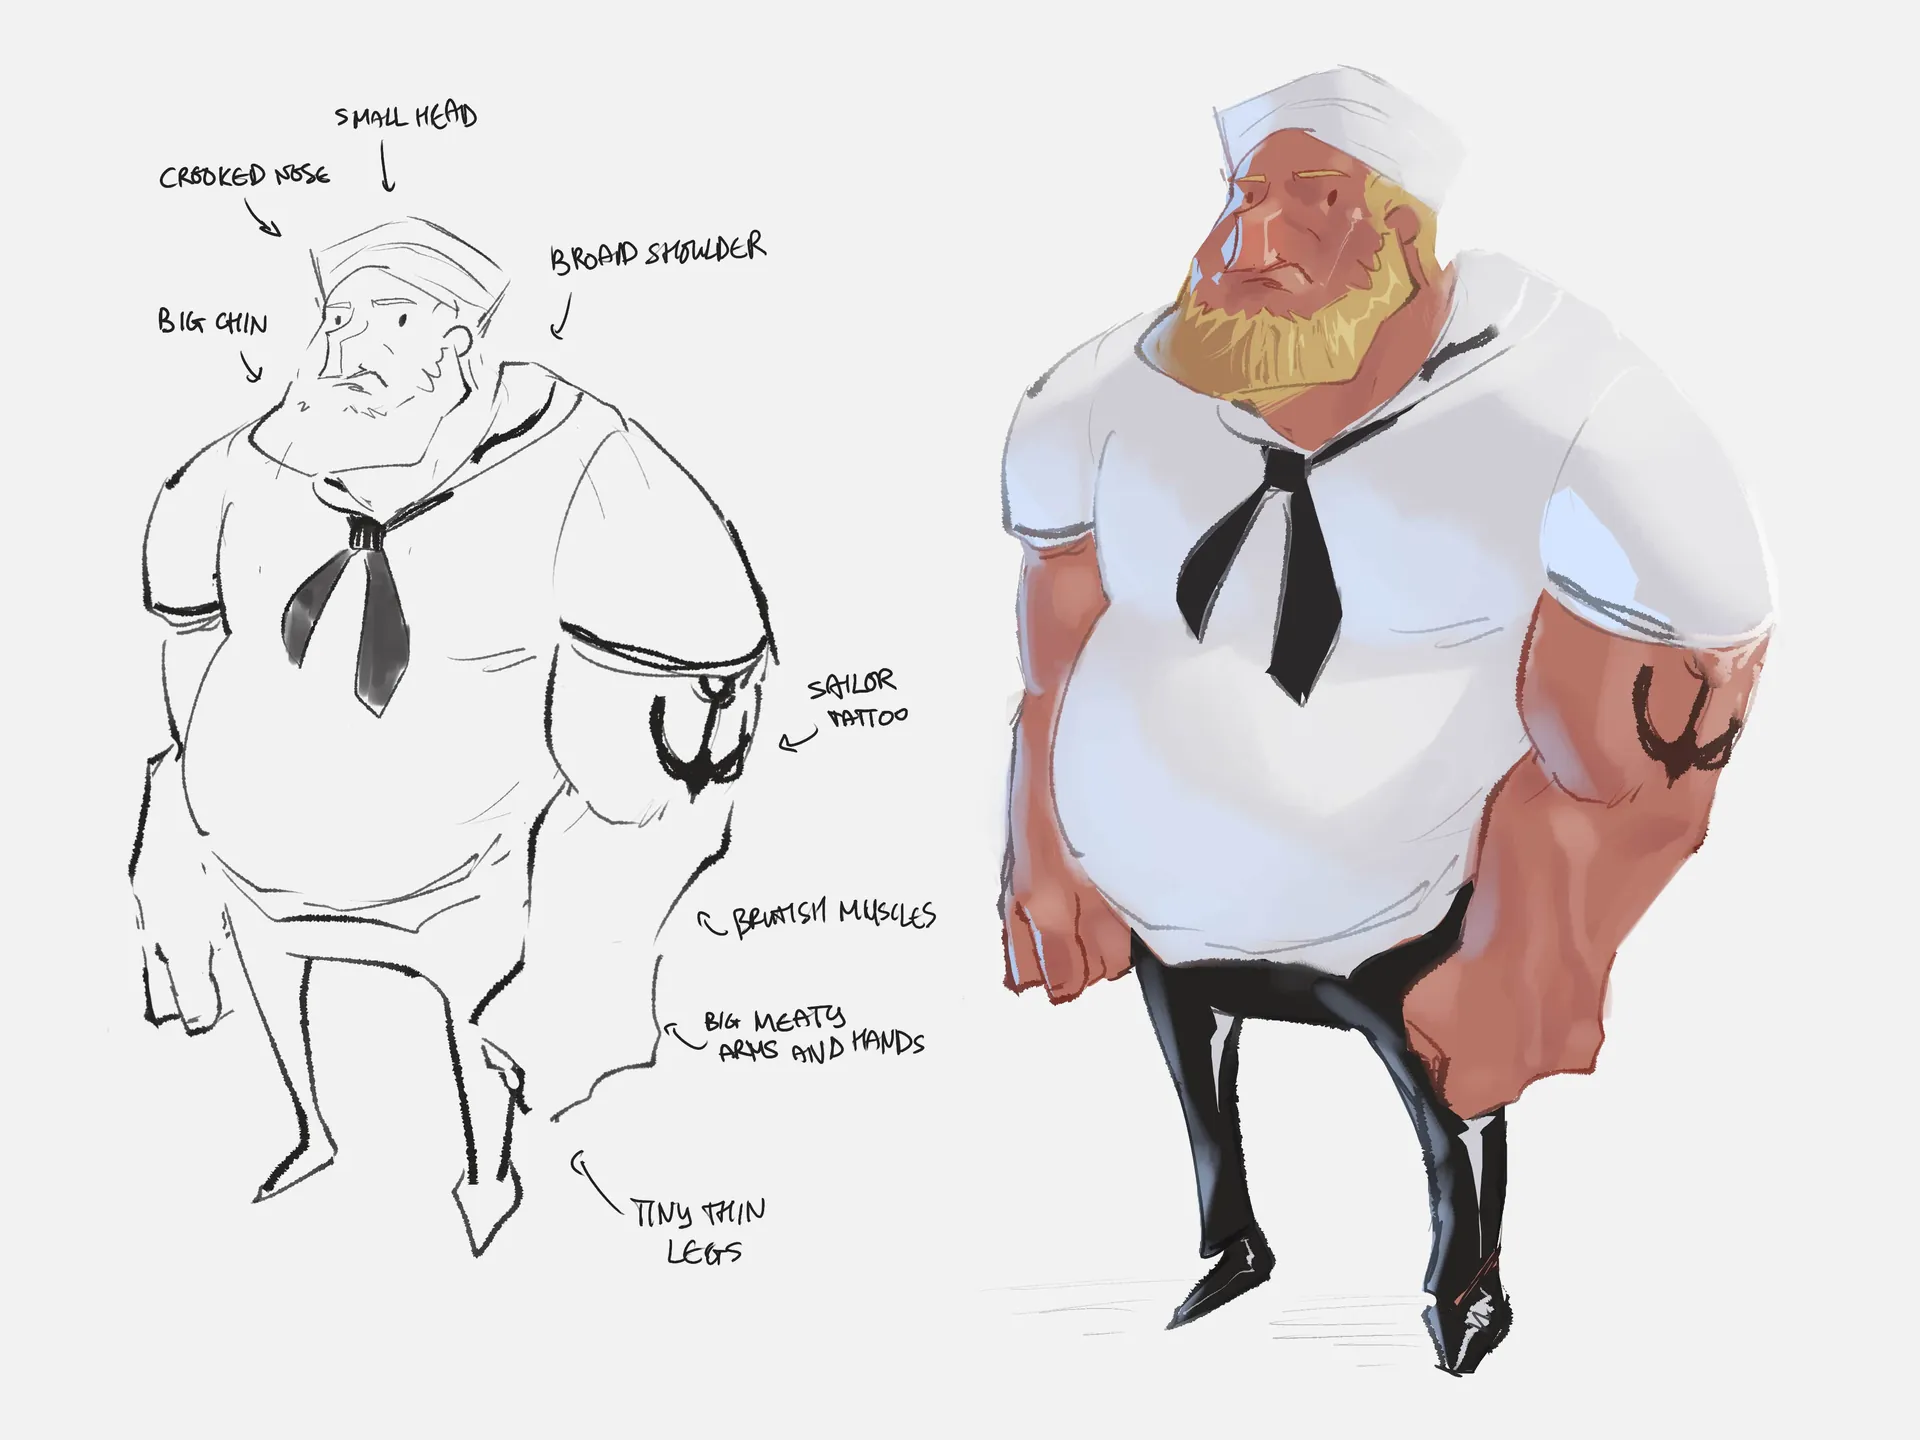 SMALL HEAD
CROOKED NOSE
BROAD SHOULDER
BIG CHIN
SAILOR
TATTOO
BRUTISH MUSCLES
BIG MEATY
ARMS AND HANDS
TINY THIN
LEGS